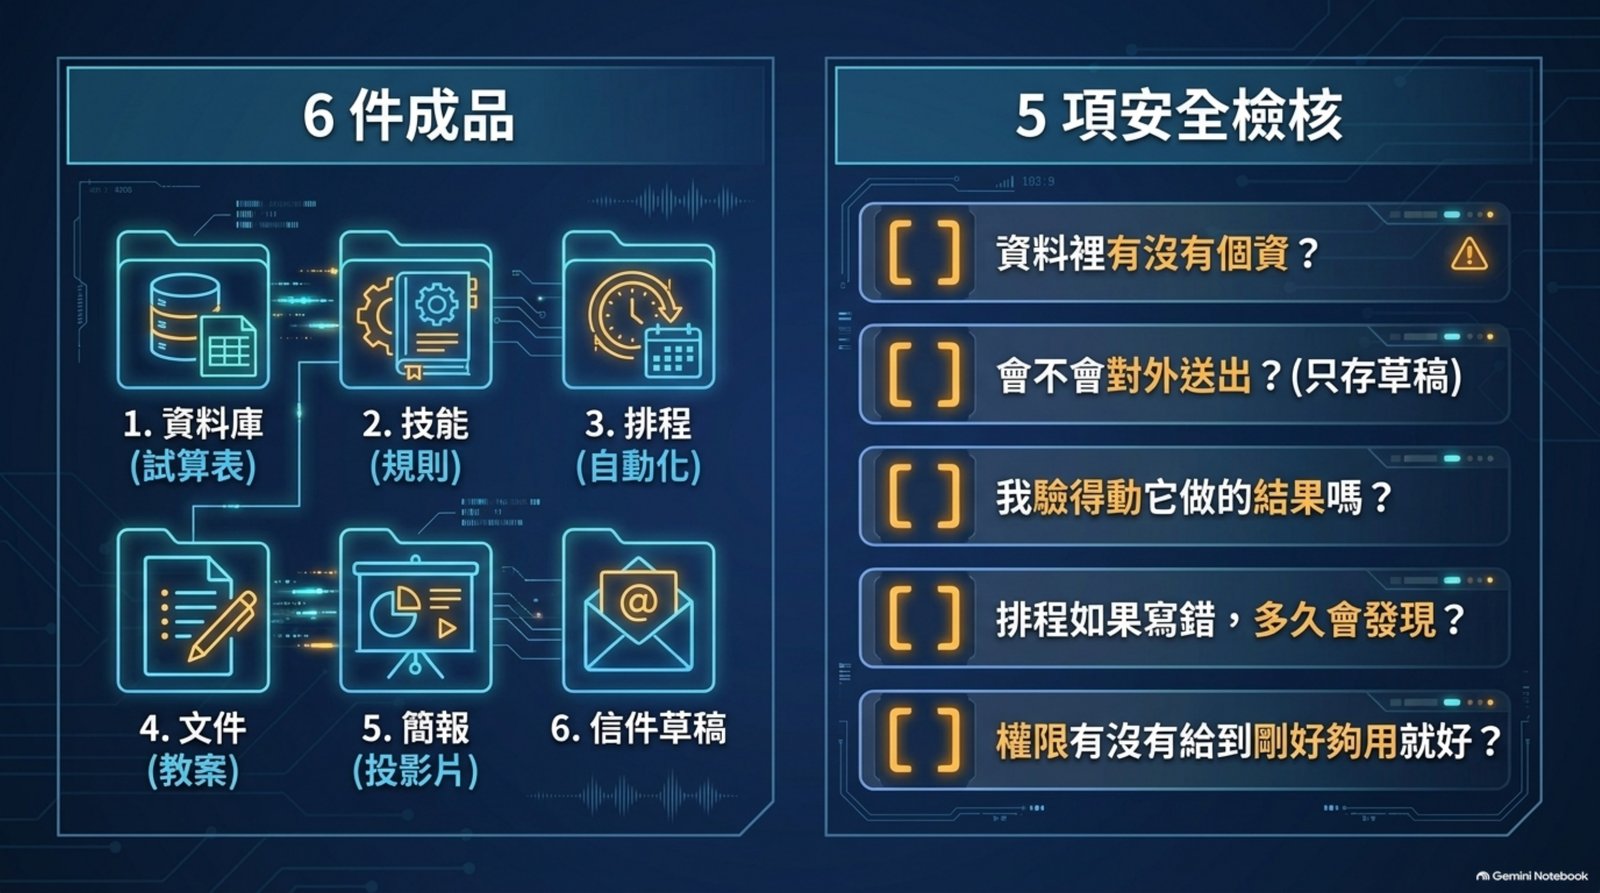 6 件成品
1. 資料庫
(試算表)
2. 技能
(規則)
3. 排程
(自動化)
4. 文件
(教案)
5. 簡報
(投影片)
6. 信件草稿
5 項安全檢核
193:9
[ ] 資料裡有沒有個資？
[ ] 會不會對外送出？(只存草稿)
[ ] 我驗得動它做的結果嗎？
[ ] 排程如果寫錯，多久會發現？
[ ] 權限有沒有給到剛好夠用就好？
Gemini Notebook